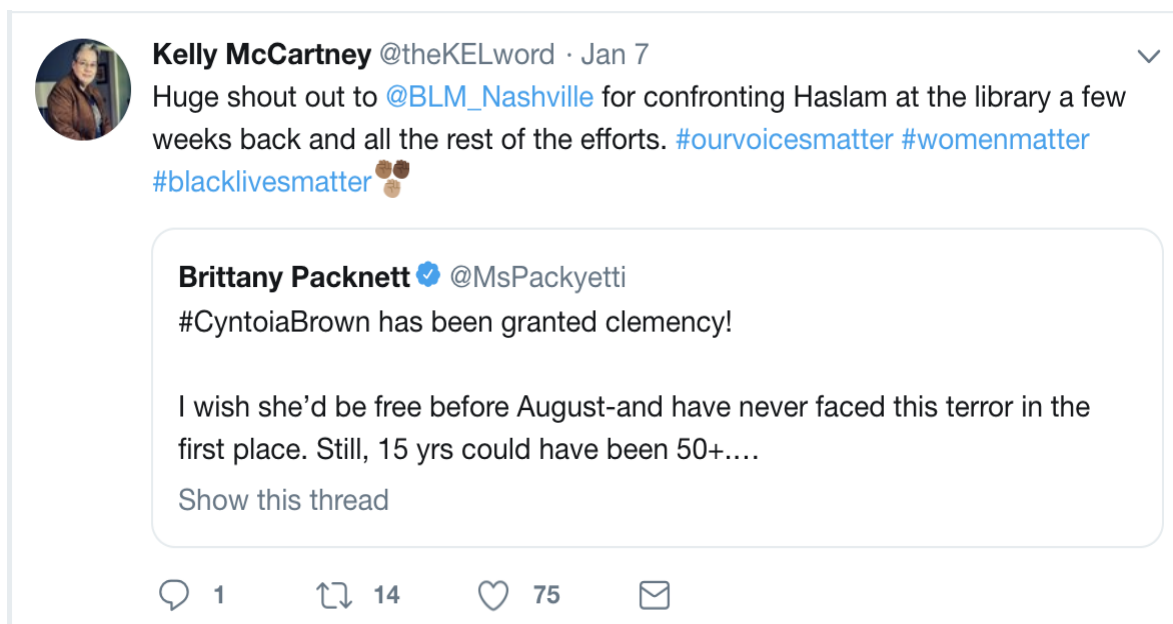 Kelly McCartney @theKELword · Jan 7
Huge shout out to @BLM_Nashville for confronting Haslam at the library a few
weeks back and all the rest of the efforts. #ourvoicesmatter #womenmatter
#blacklivesmatter✊🏽✊🏾✊🏼
Brittany Packnett @MsPackyetti
#CyntoiaBrown has been granted clemency!
I wish she’d be free before August-and have never faced this terror in the
first place. Still, 15 yrs could have been 50+.…
Show this thread
1 14 75